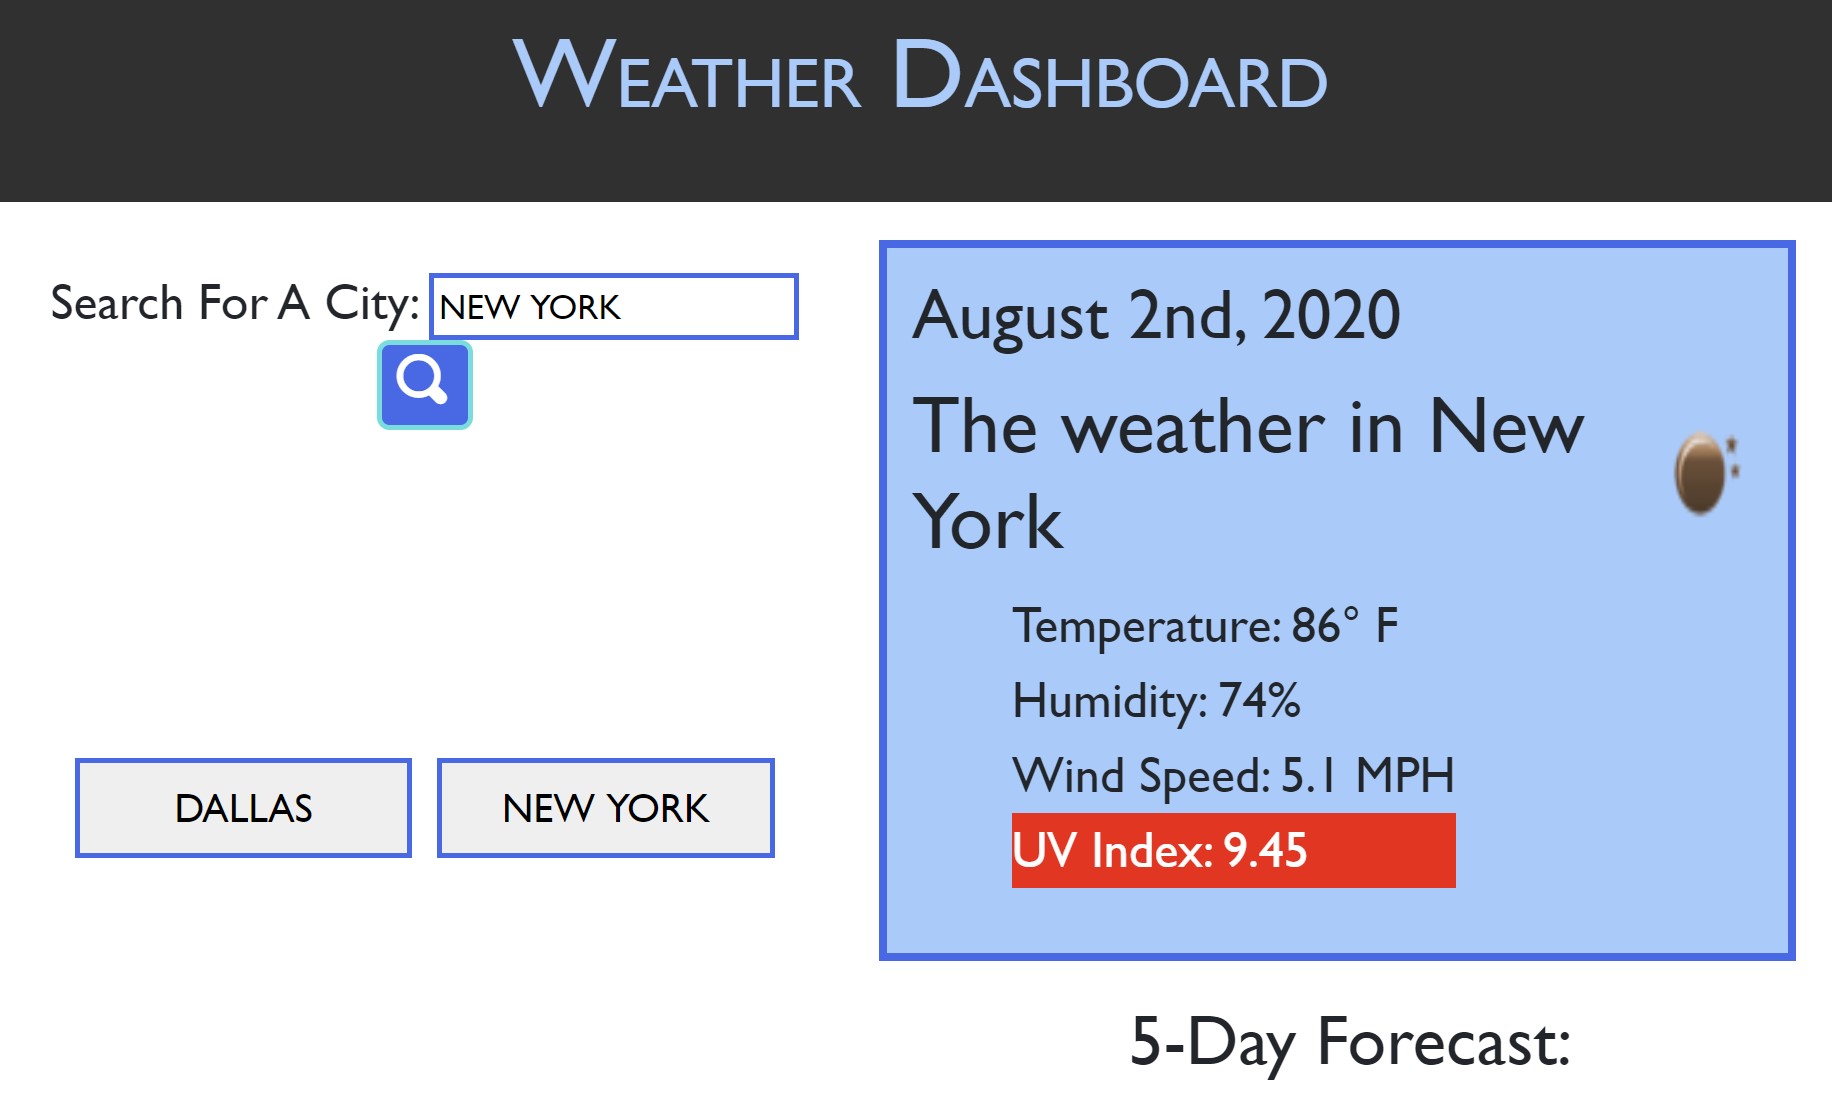 Weather Dashboard
Search For A City: NEW YORK
DALLAS
NEW YORK
August 2nd, 2020
The weather in New
York
Temperature: 86° F
Humidity: 74%
Wind Speed: 5.1 MPH
UV Index: 9.45
5-Day Forecast: